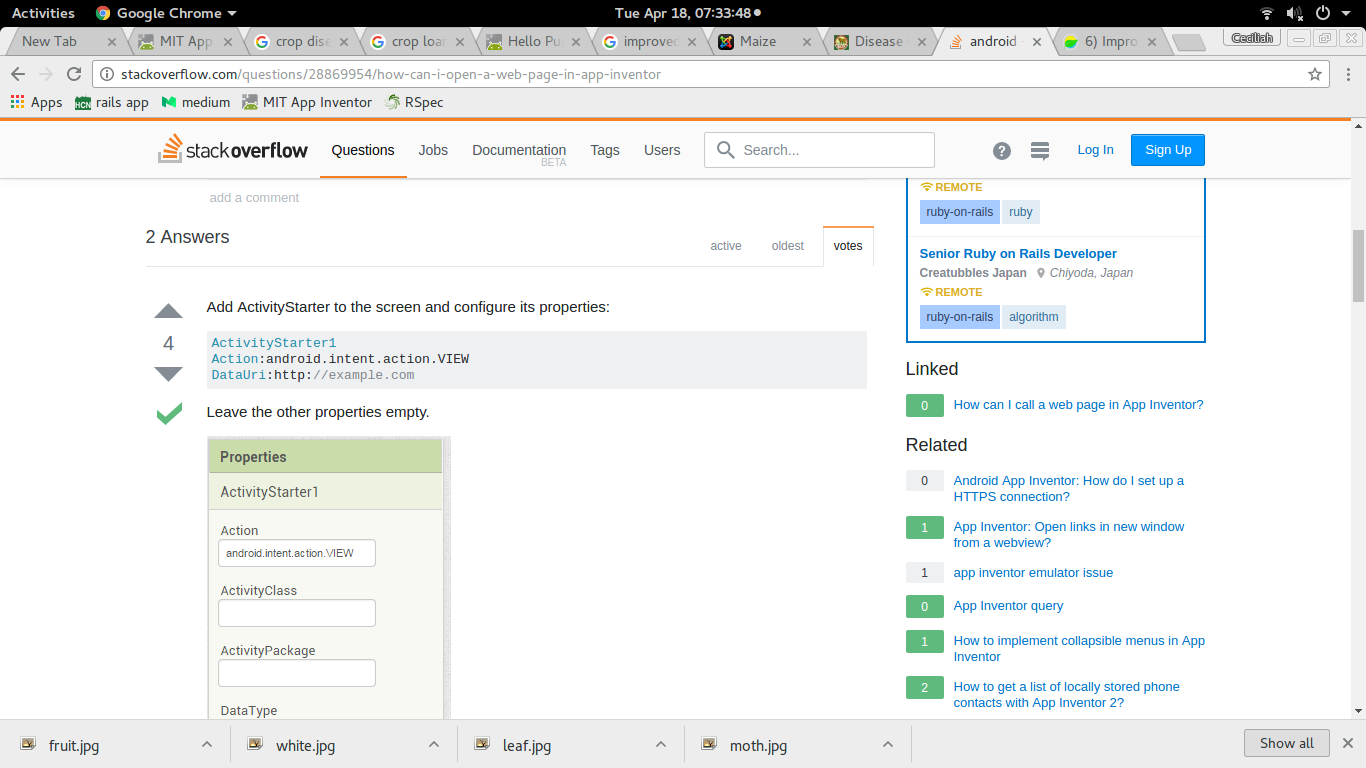 Activities Google Chrome Tue Apr 18, 07:33:48
New Tab MIT App crop dise crop loan Hello Pu improved Maize Disease android 6) Impro Ceciliah
stackoverflow.com/questions/28869954/how-can-i-open-a-web-page-in-app-inventor
Apps rails app medium MIT App Inventor RSpec
stackoverflow Questions Jobs Documentation BETA Tags Users Search... Log In Sign Up
add a comment
2 Answers
active oldest votes
4
Add ActivityStarter to the screen and configure its properties:
ActivityStarter1
Action:android.intent.action.VIEW
DataUri:http://example.com
Leave the other properties empty.
Properties
ActivityStarter1
Action
android.intent.action.VIEW
ActivityClass
ActivityPackage
DataType
REMOTE
ruby-on-rails ruby
Senior Ruby on Rails Developer
Creatubbles Japan Chiyoda, Japan
REMOTE
ruby-on-rails algorithm
Linked
0 How can I call a web page in App Inventor?
Related
0 Android App Inventor: How do I set up a
HTTPS connection?
1 App Inventor: Open links in new window
from a webview?
1 app inventor emulator issue
0 App Inventor query
1 How to implement collapsible menus in App
Inventor
2 How to get a list of locally stored phone
contacts with App Inventor 2?
fruit.jpg white.jpg leaf.jpg moth.jpg Show all